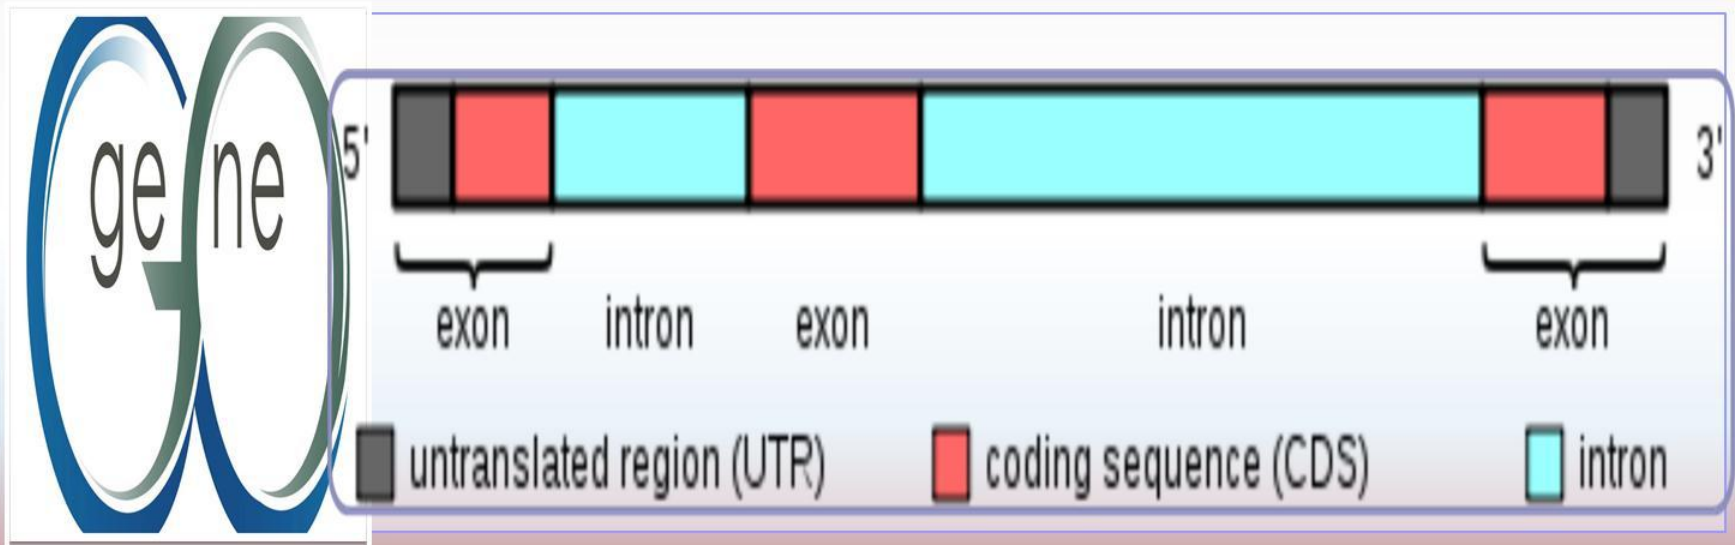 ge ne
5' 3'
exon intron exon intron exon
untranslated region (UTR) coding sequence (CDS) intron